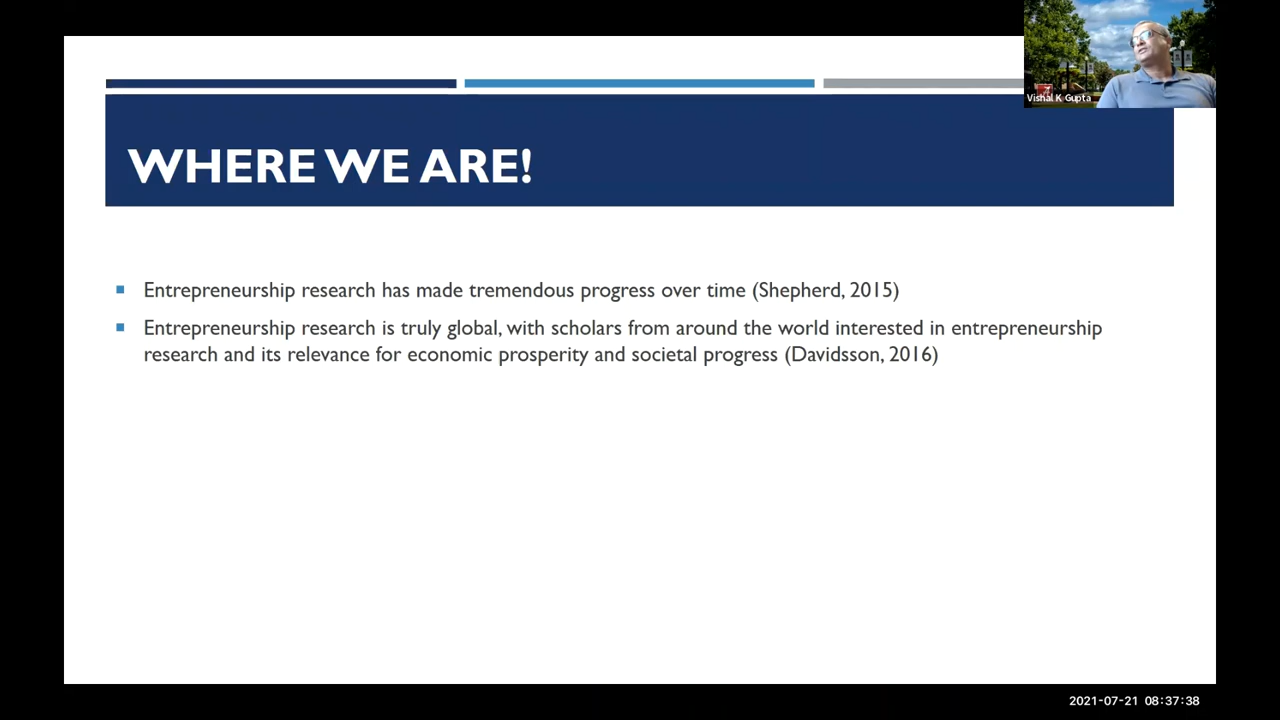 Vishal K Gupta
WHERE WE ARE!
Entrepreneurship research has made tremendous progress over time (Shepherd, 2015)
Entrepreneurship research is truly global, with scholars from around the world interested in entrepreneurship
research and its relevance for economic prosperity and societal progress (Davidsson, 2016)
2021-07-21 08:37:38